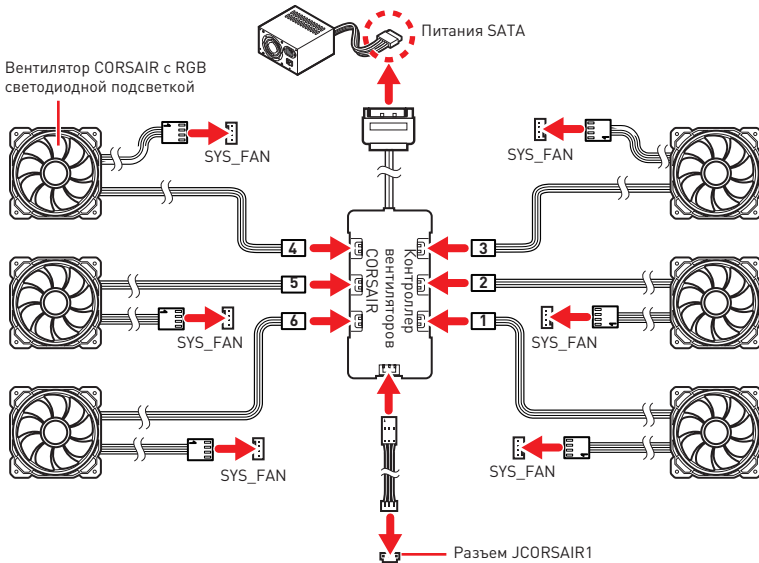 Питания SATA
Вентилятор CORSAIR с RGB
светодиодной подсветкой
SYS_FAN
SYS_FAN
4
3
5
2
6
1
Контроллер
вентиляторов
CORSAIR
SYS_FAN
SYS_FAN
SYS_FAN
SYS_FAN
Разъем JCORSAIR1